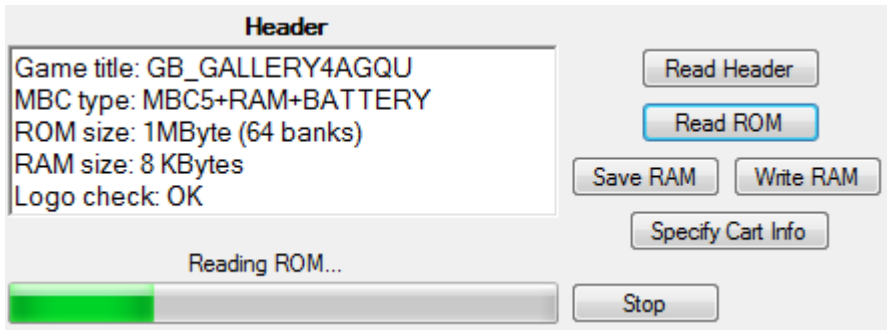 Header
Game title: GB_GALLERY4AGQU
MBC type: MBC5+RAM+BATTERY
ROM size: 1MByte (64 banks)
RAM size: 8 KBytes
Logo check: OK
Read Header
Read ROM
Save RAM Write RAM
Specify Cart Info
Reading ROM...
Stop